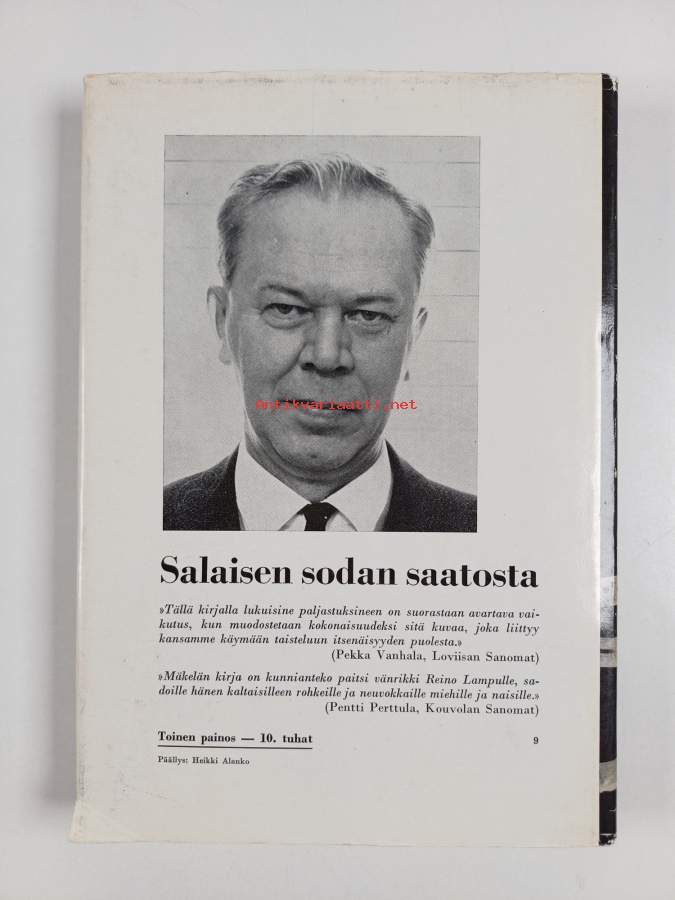 antikvariaatti.net
Salaisen sodan saatosta
»Tällä kirjalla lukuisine paljastuksineen on suorastaan avartava vai-
kutus, kun muodostetaan kokonaisuudeksi sitä kuvaa, joka liittyy
kansamme käymään taisteluun itsenäisyyden puolesta.»
(Pekka Vanhala, Loviisan Sanomat)
»Mäkelän kirja on kunnianteko paitsi vänrikki Reino Lampulle, sa-
doille hänen kaltaisilleen rohkeille ja neuvokkaille miehille ja naisille.»
(Pentti Perttula, Kouvolan Sanomat)
Toinen painos — 10. tuhat 9
Päällys: Heikki Alanko